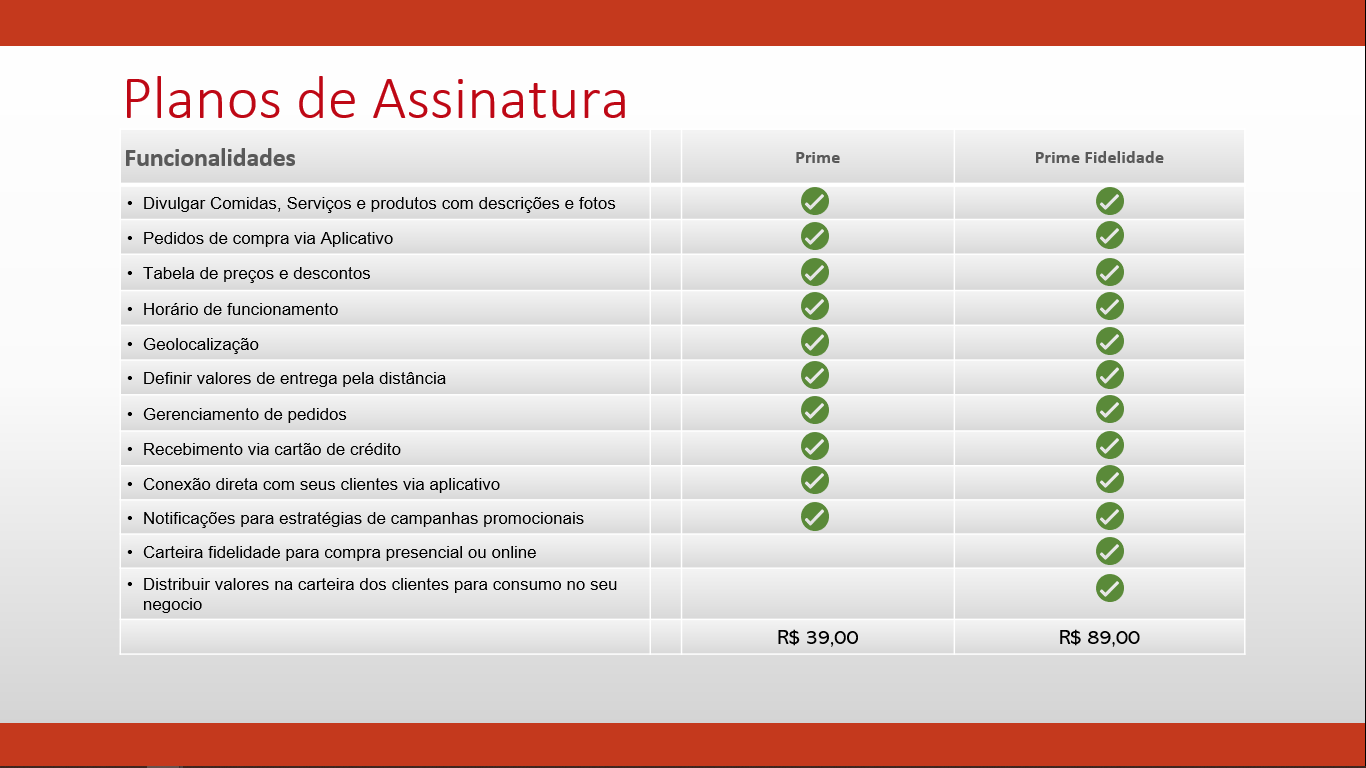 Planos de Assinatura
Funcionalidades Prime Prime Fidelidade
• Divulgar Comidas, Serviços e produtos com descrições e fotos
• Pedidos de compra via Aplicativo
• Tabela de preços e descontos
• Horário de funcionamento
• Geolocalização
• Definir valores de entrega pela distância
• Gerenciamento de pedidos
• Recebimento via cartão de crédito
• Conexão direta com seus clientes via aplicativo
• Notificações para estratégias de campanhas promocionais
• Carteira fidelidade para compra presencial ou online
• Distribuir valores na carteira dos clientes para consumo no seu
negocio
R$ 39,00 R$ 89,00